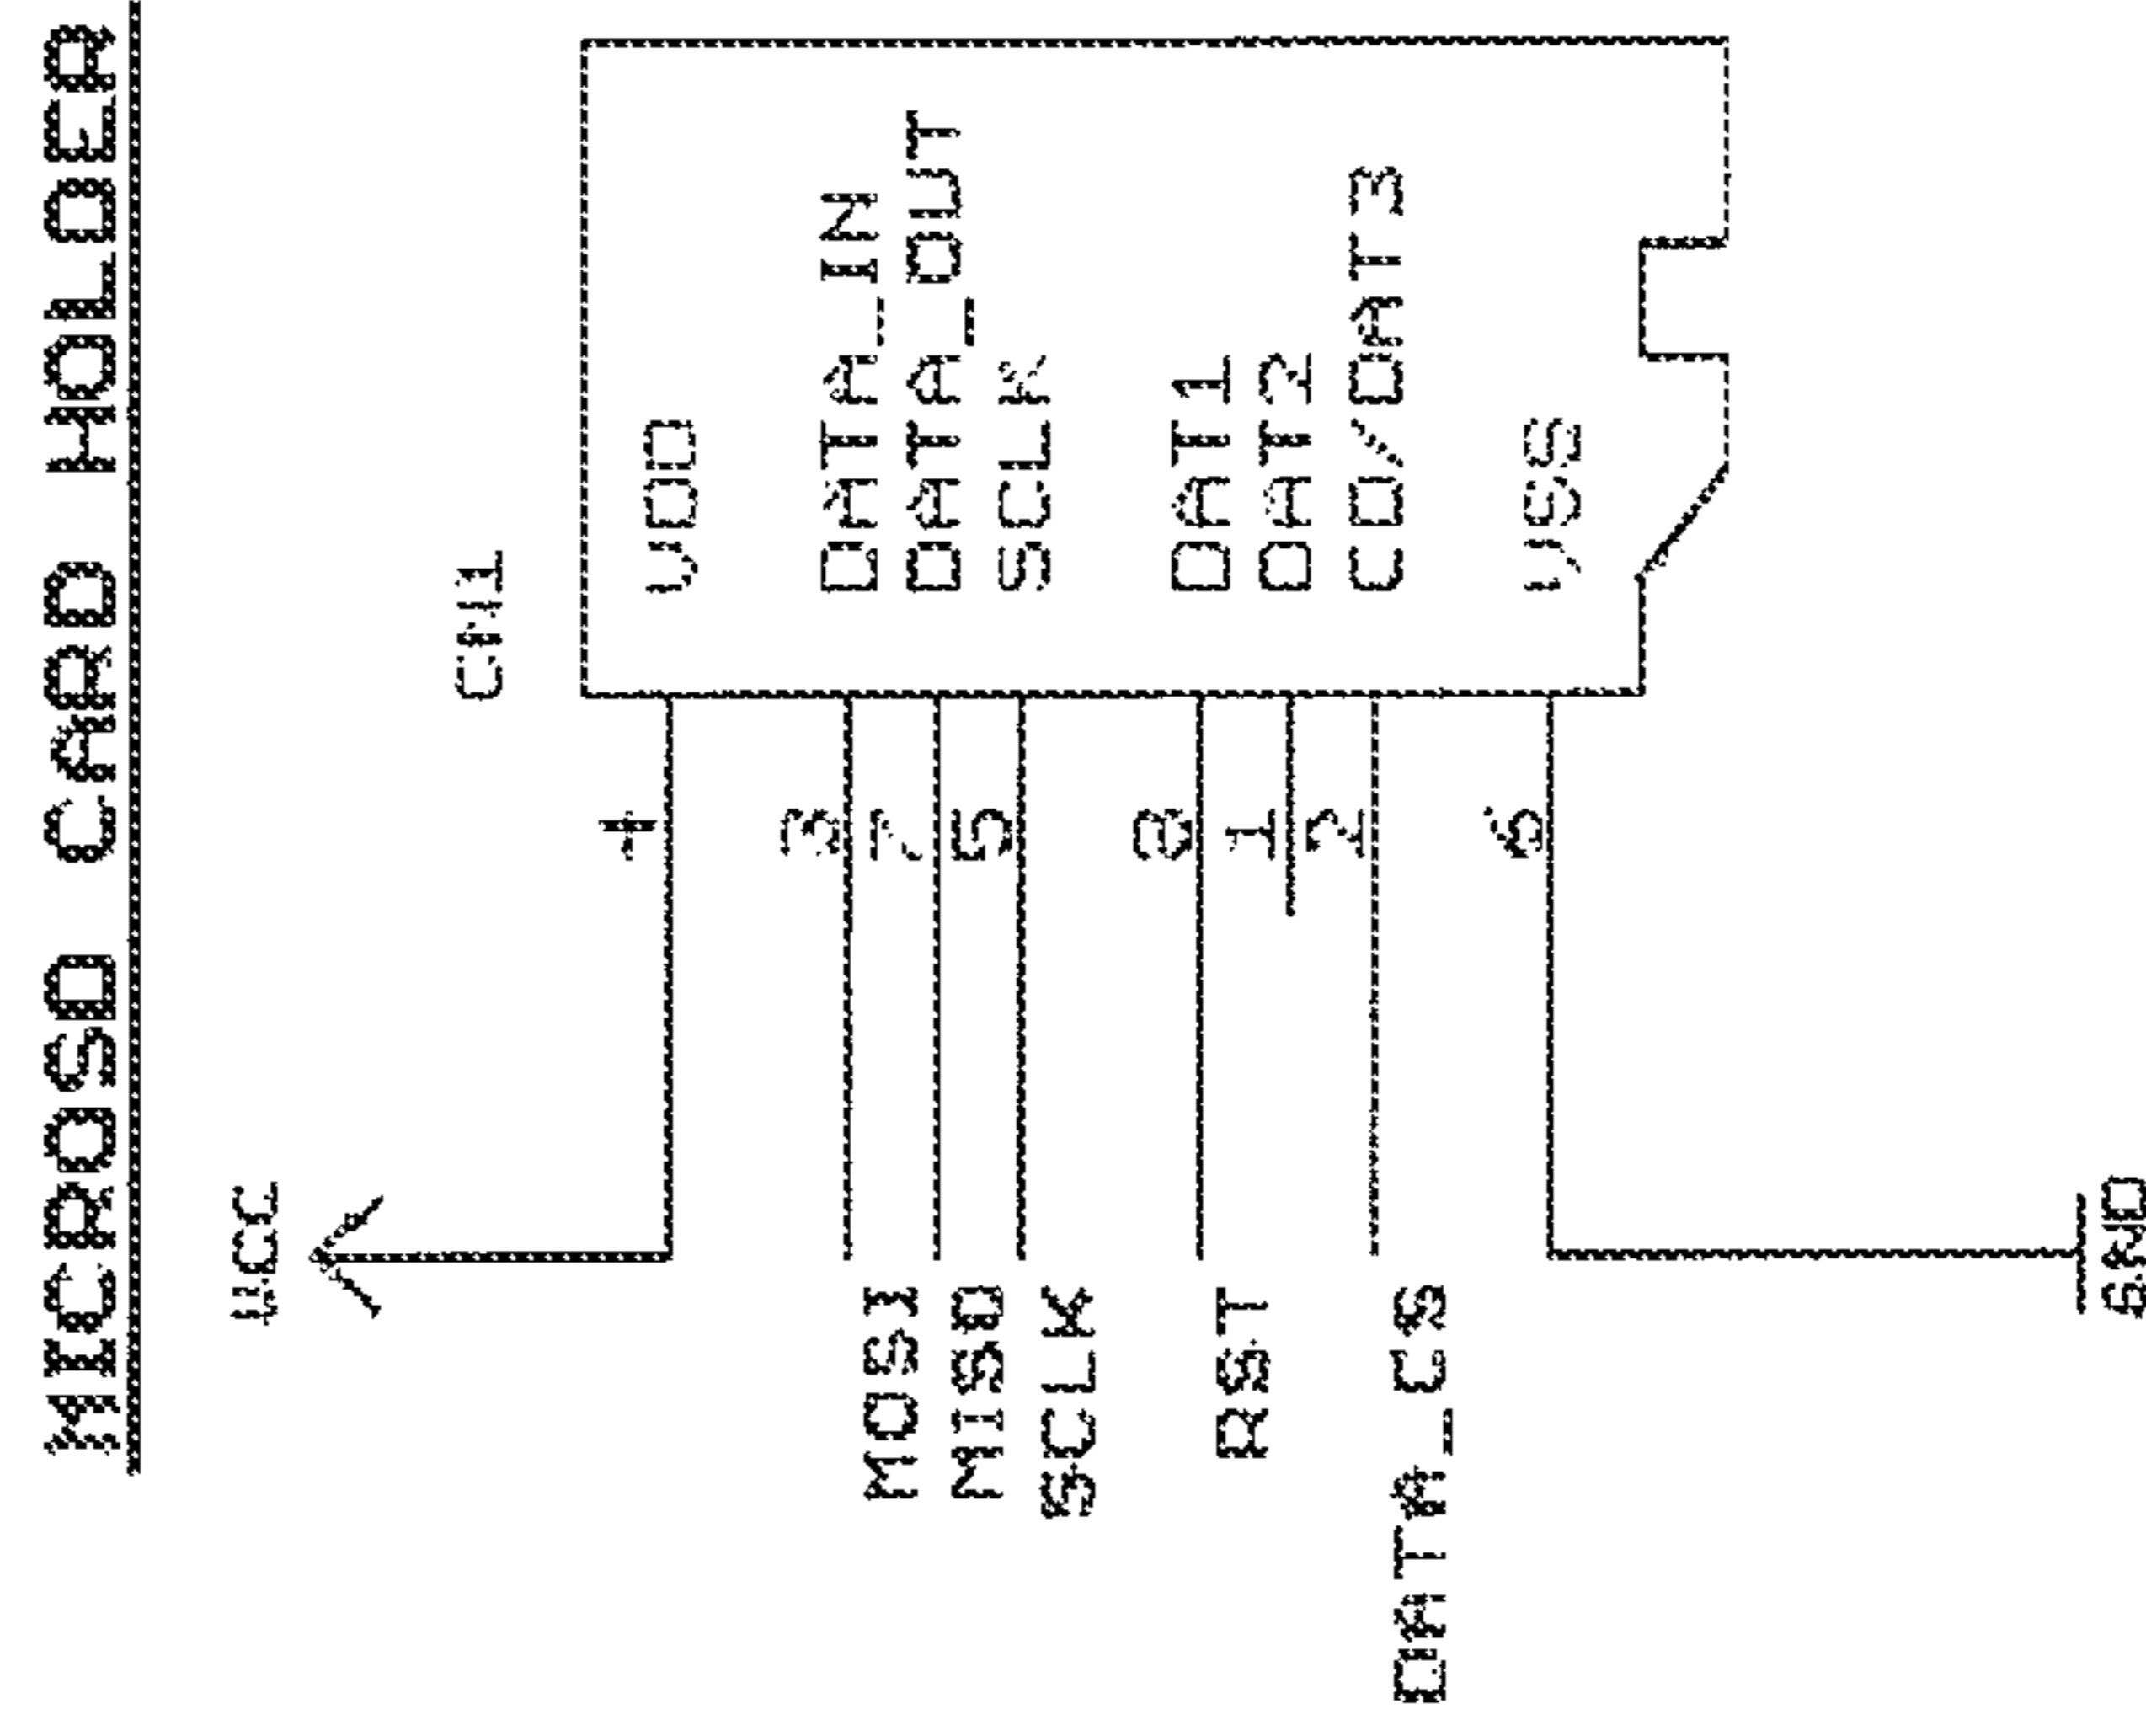 MICROSD CARD HOLDER
VCC
CN1
4 VDD
MOSI 3 DATA_IN
MISO 7 DATA_OUT
SCLK 5 SCLK
RST 8 DAT1
1 DAT2
DATA_CS 2 CD/DAT3
6 VSS
GND